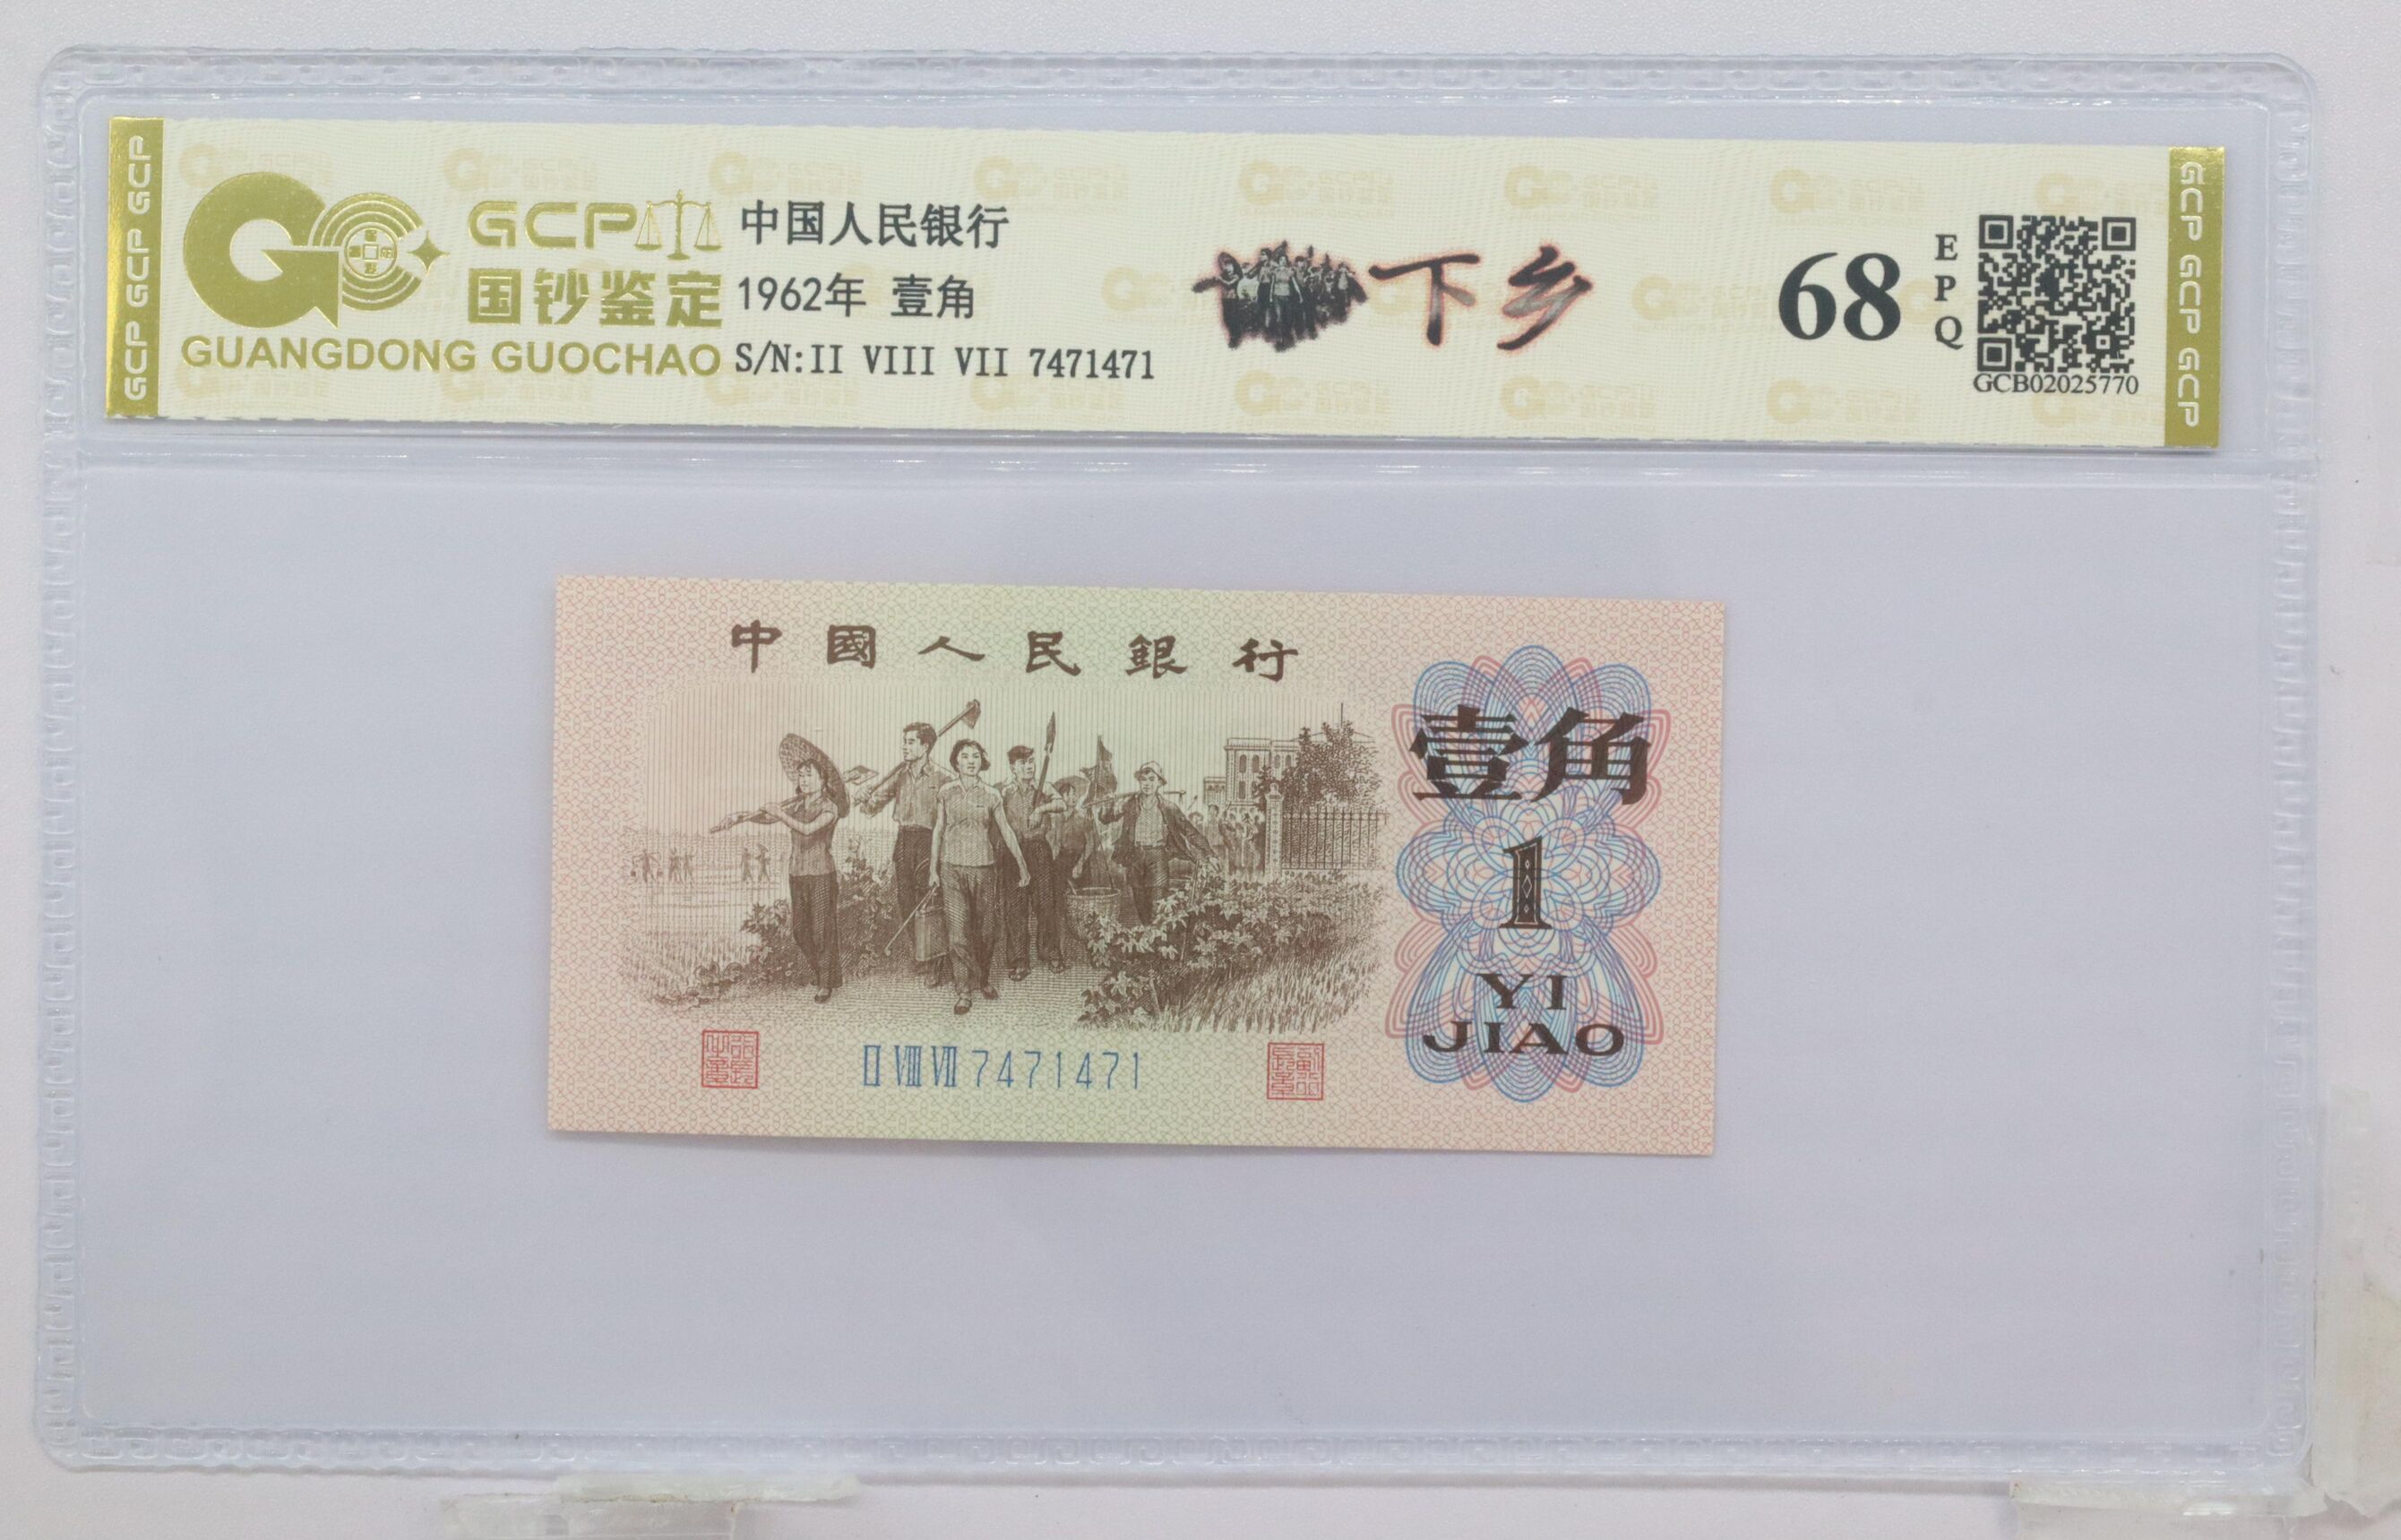 GCP GCP GCP
GCP
国钞鉴定
GUANGDONG GUOCHAO
中国人民银行
1962年 壹角
S/N:II VIII VII 7471471
下乡
68
EPQ
GCB02025770
GCP GCP GCP
中國人民銀行
壹角
1
YI
JIAO
II VIII VII 7471471